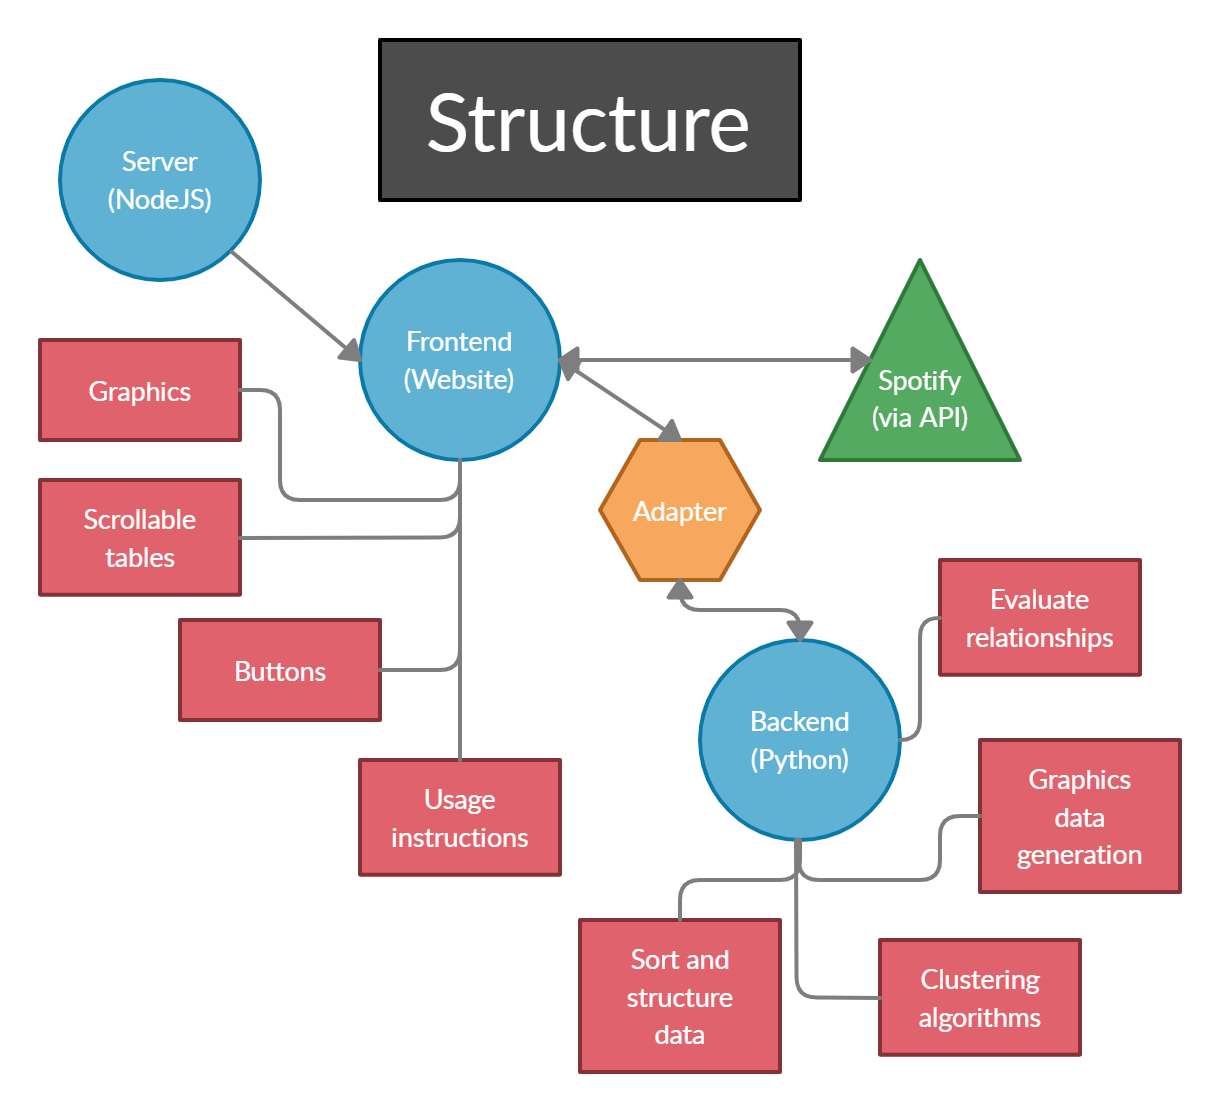 Structure
Server
(NodeJS)
Frontend
(Website)
Spotify
(via API)
Graphics
Scrollable
tables
Adapter
Buttons
Evaluate
relationships
Backend
(Python)
Usage
instructions
Graphics
data
generation
Sort and
structure
data
Clustering
algorithms